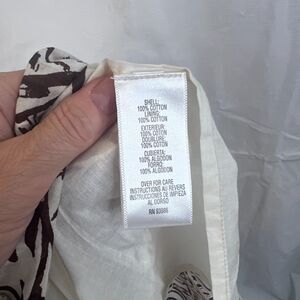 SHELL:
100% COTTON
LINING:
100% COTTON
EXTERIEUR:
100% COTON
DOUBLURE:
100% COTON
CUBIERTA:
100% ALGODON
FORRO:
100% ALGODON
OVER FOR CARE
INSTRUCTIONS AU REVERS
INSTRUCCIONES DE LIMPIEZA
AL DORSO
RN 93086